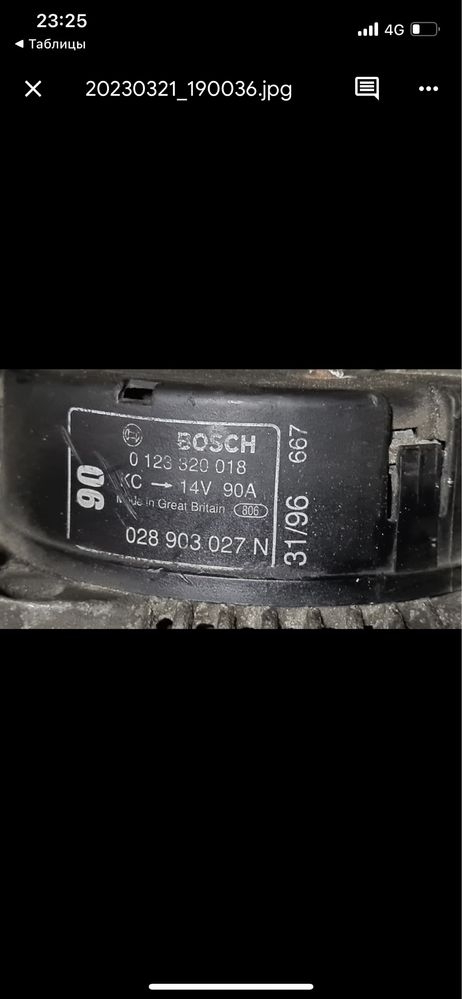 23:25
4G
◀ Таблицы
20230321_190036.jpg
BOSCH
0 123 320 018
KC → 14V 90A
Made in Great Britain 806
028 903 027 N
90
31/96 667